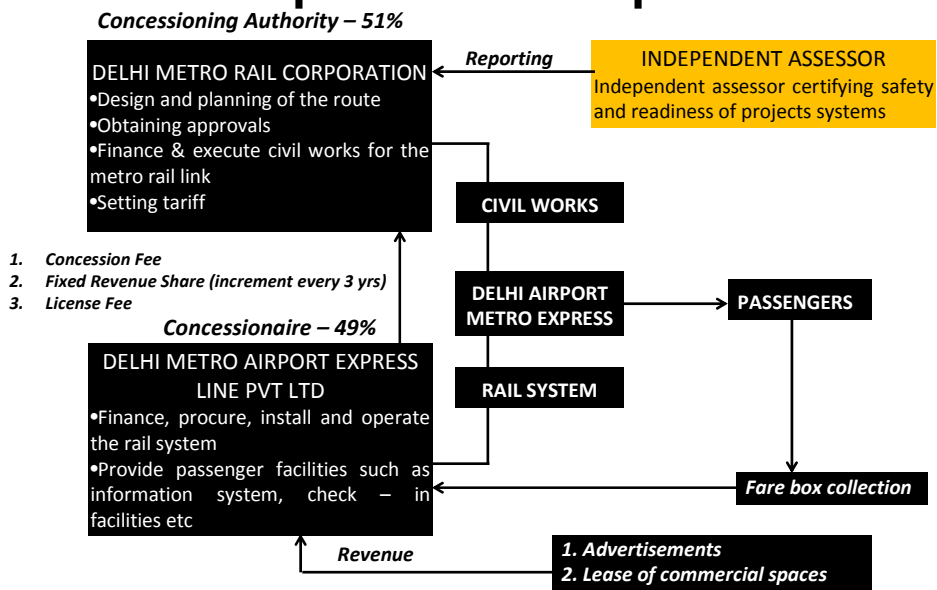 Concessioning Authority – 51%
DELHI METRO RAIL CORPORATION
•Design and planning of the route
•Obtaining approvals
•Finance & execute civil works for the
metro rail link
•Setting tariff
Reporting
INDEPENDENT ASSESSOR
Independent assessor certifying safety
and readiness of projects systems
CIVIL WORKS
1. Concession Fee
2. Fixed Revenue Share (increment every 3 yrs)
3. License Fee
DELHI AIRPORT
METRO EXPRESS
PASSENGERS
Concessionaire – 49%
DELHI METRO AIRPORT EXPRESS
LINE PVT LTD
•Finance, procure, install and operate
the rail system
•Provide passenger facilities such as
information system, check – in
facilities etc
RAIL SYSTEM
Fare box collection
Revenue
1. Advertisements
2. Lease of commercial spaces